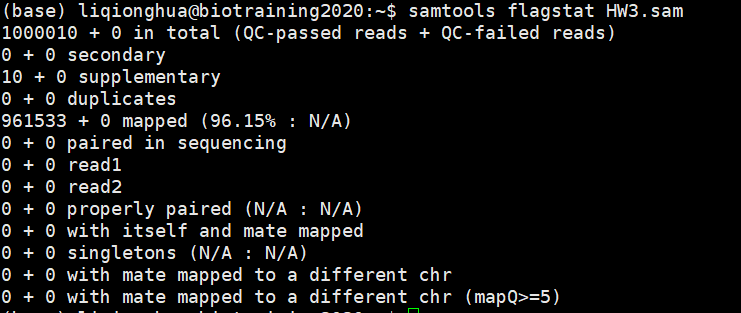 (base) liqionghua@biotraining2020:~$ samtools flagstat HW3.sam
1000010 + 0 in total (QC-passed reads + QC-failed reads)
0 + 0 secondary
10 + 0 supplementary
0 + 0 duplicates
961533 + 0 mapped (96.15% : N/A)
0 + 0 paired in sequencing
0 + 0 read1
0 + 0 read2
0 + 0 properly paired (N/A : N/A)
0 + 0 with itself and mate mapped
0 + 0 singletons (N/A : N/A)
0 + 0 with mate mapped to a different chr
0 + 0 with mate mapped to a different chr (mapQ>=5)